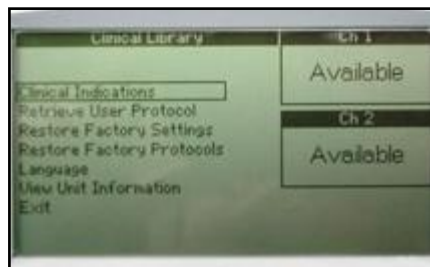 Clinical Library
Clinical Indications
Retrieve User Protocol
Restore Factory Settings
Restore Factory Protocols
Language
View Unit Information
Exit
Ch 1
Available
Ch 2
Available